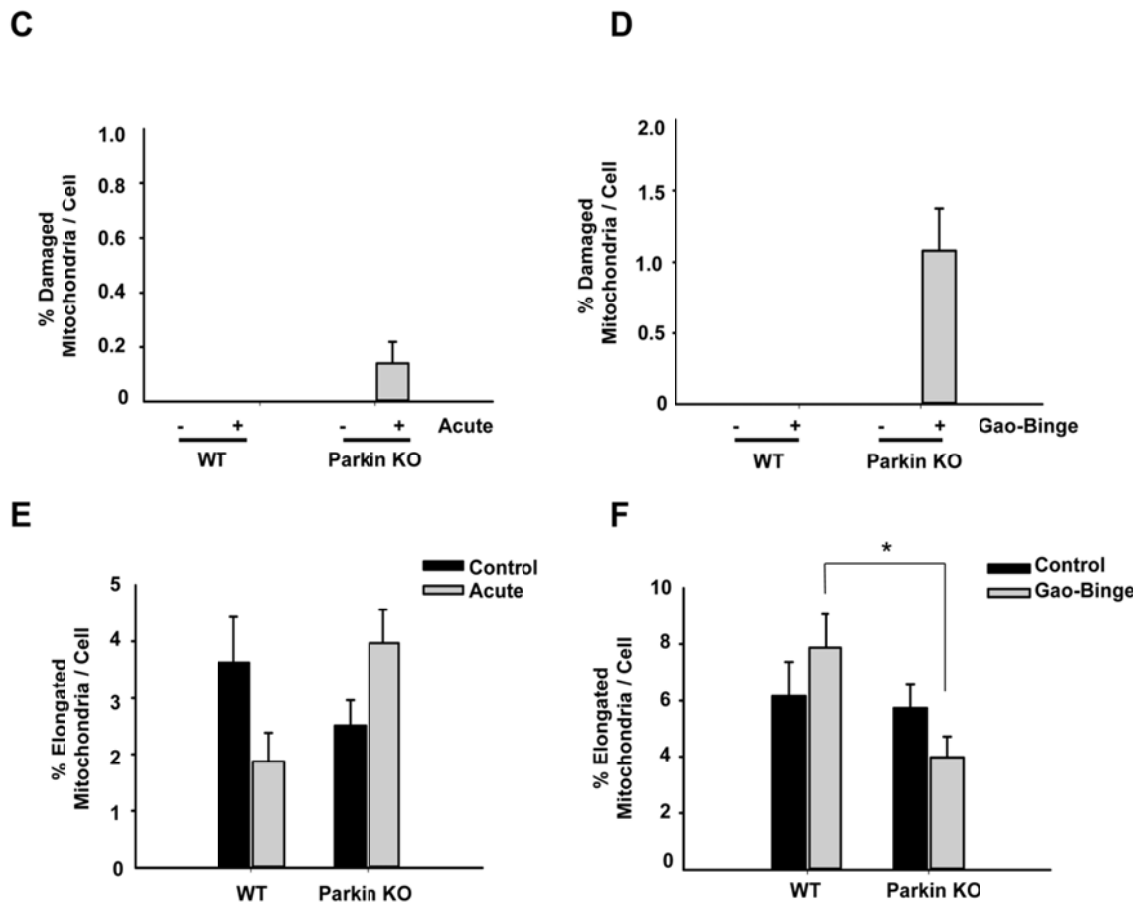 C
% Damaged
Mitochondria / Cell
1.0
0.8
0.6
0.4
0.2
0
- + - + Acute
WT Parkin KO
D
% Damaged
Mitochondria / Cell
2.0
1.5
1.0
0.5
0
- + - + Gao-Binge
WT Parkin KO
E
Control
Acute
% Elongated
Mitochondria / Cell
5
4
3
2
1
0
WT Parkin KO
F
*
Control
Gao-Binge
% Elongated
Mitochondria / Cell
10
8
6
4
2
0
WT Parkin KO